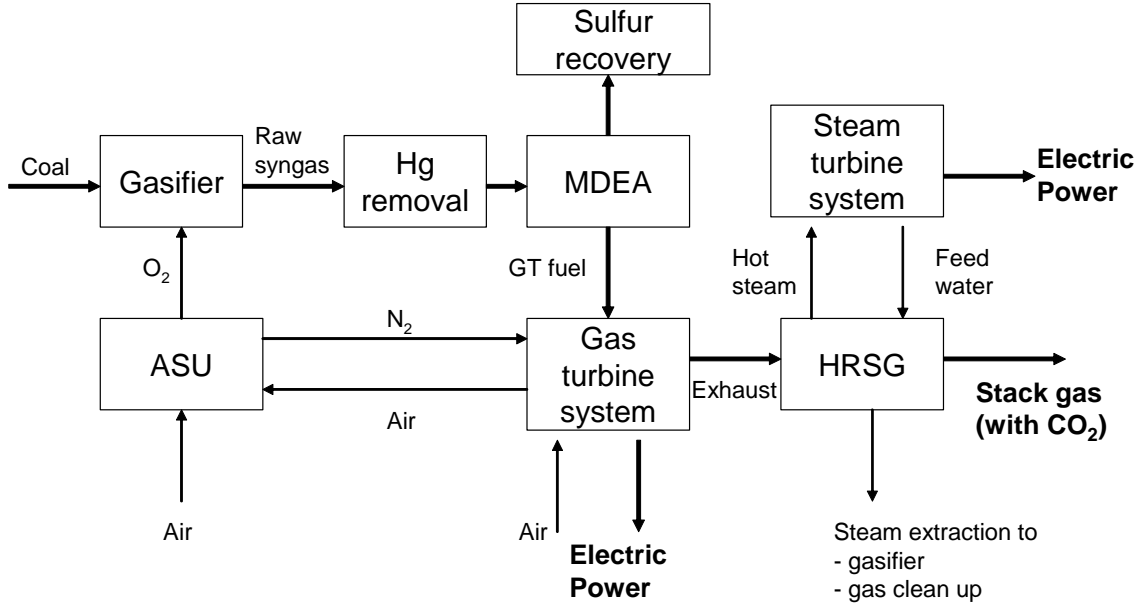 Sulfur
recovery
Coal
Gasifier
Raw
syngas
Hg
removal
MDEA
Steam
turbine
system
Electric
Power
O₂
GT fuel
Hot
steam
Feed
water
ASU
N₂
Air
Gas
turbine
system
Exhaust
HRSG
Stack gas
(with CO₂)
Air
Air
Electric
Power
Steam extraction to
- gasifier
- gas clean up